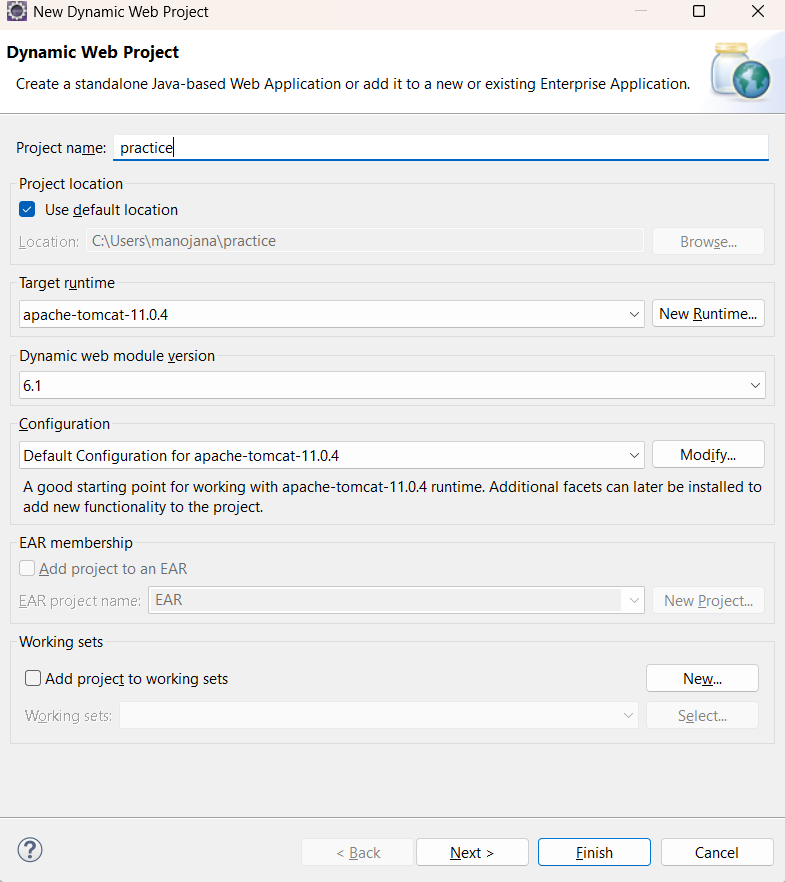 New Dynamic Web Project
Dynamic Web Project
Create a standalone Java-based Web Application or add it to a new or existing Enterprise Application.
Project name: practice
Project location
Use default location
Location: C:\Users\manojana\practice Browse...
Target runtime
apache-tomcat-11.0.4 New Runtime...
Dynamic web module version
6.1
Configuration
Default Configuration for apache-tomcat-11.0.4 Modify...
A good starting point for working with apache-tomcat-11.0.4 runtime. Additional facets can later be installed to
add new functionality to the project.
EAR membership
Add project to an EAR
EAR project name: EAR New Project...
Working sets
Add project to working sets New...
Working sets: Select...
? < Back Next > Finish Cancel